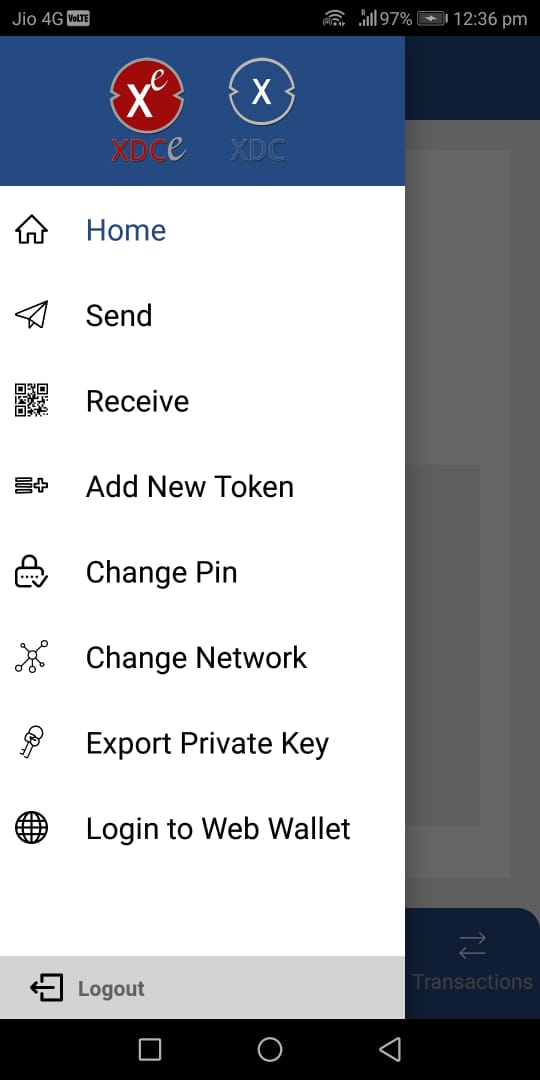 Jio 4G VoLTE 97% 12:36 pm
Xe X
XDCe XDC
Home
Send
Receive
Add New Token
Change Pin
Change Network
Export Private Key
Login to Web Wallet
Transactions
Logout